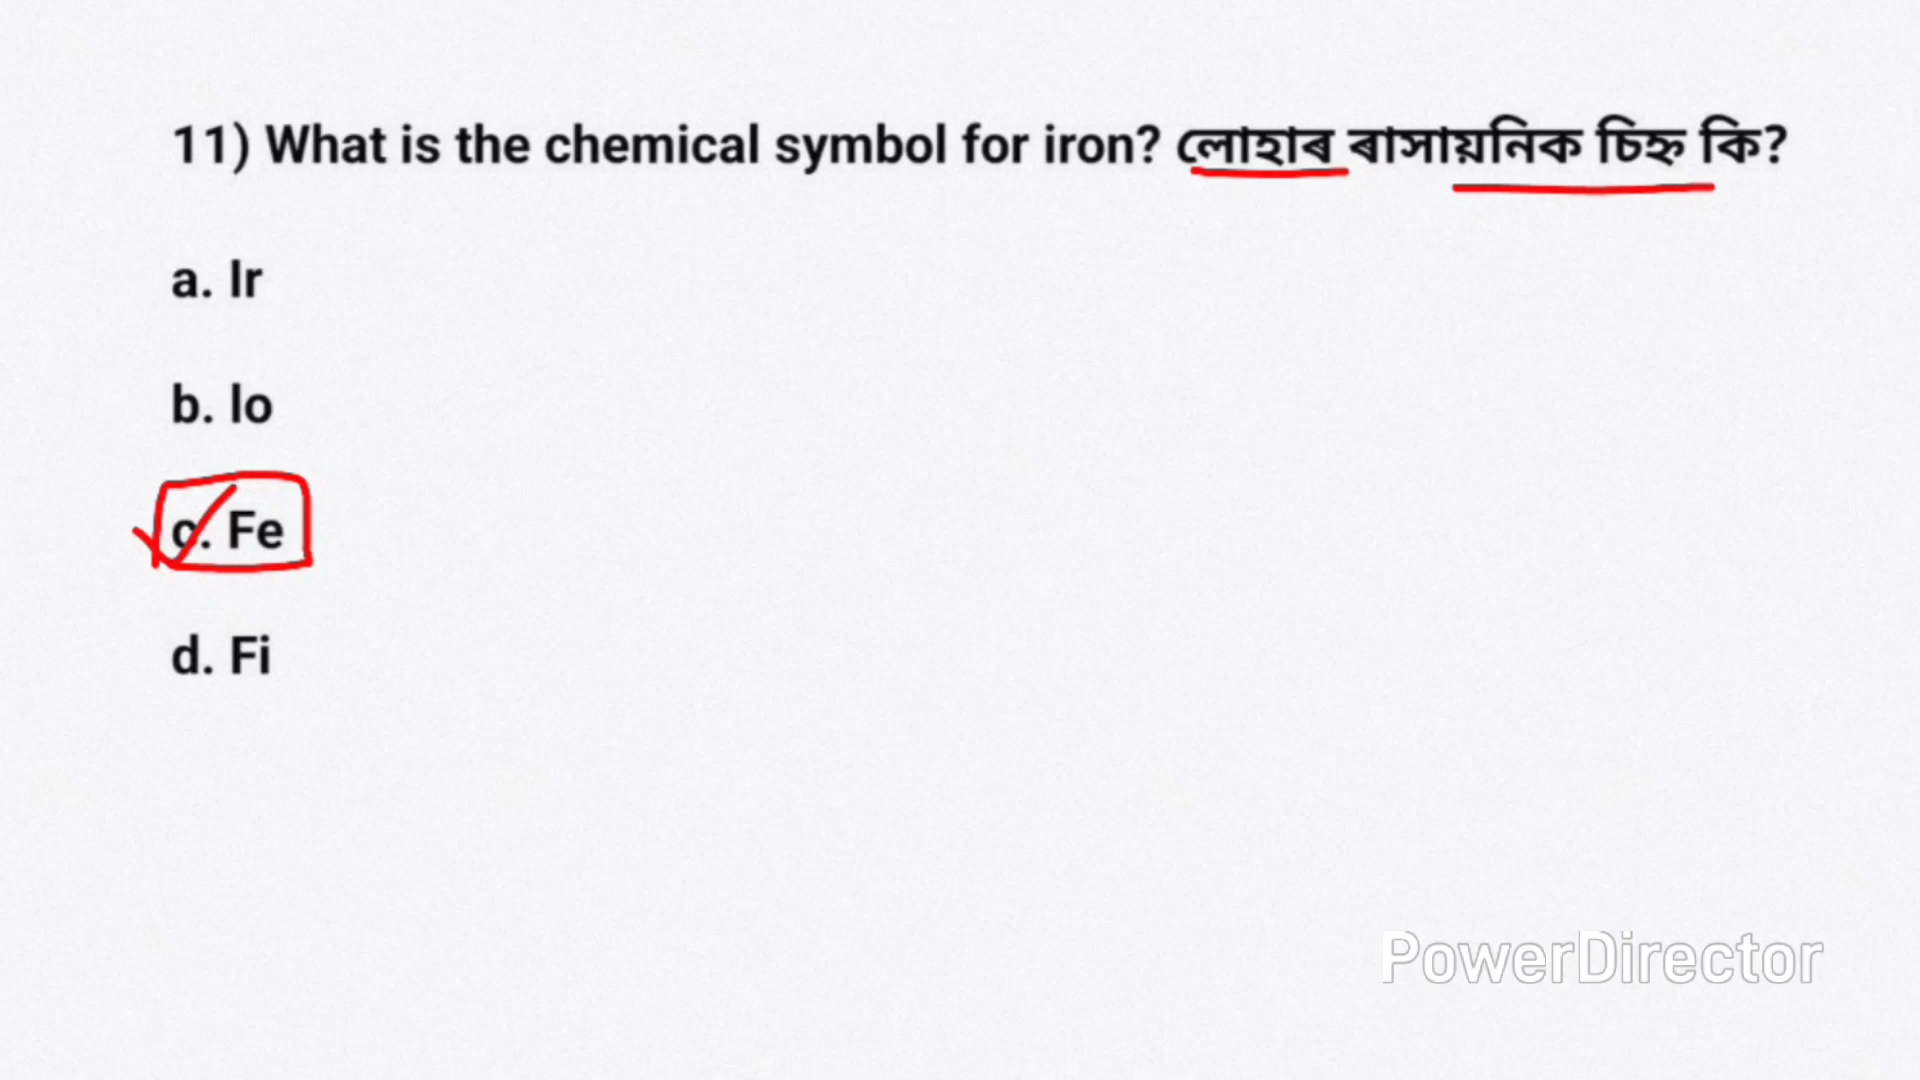 11) What is the chemical symbol for iron? লোহাৰ ৰাসায়নিক চিহ্ন কি?
a. Ir
b. Io
c. Fe
d. Fi
PowerDirector